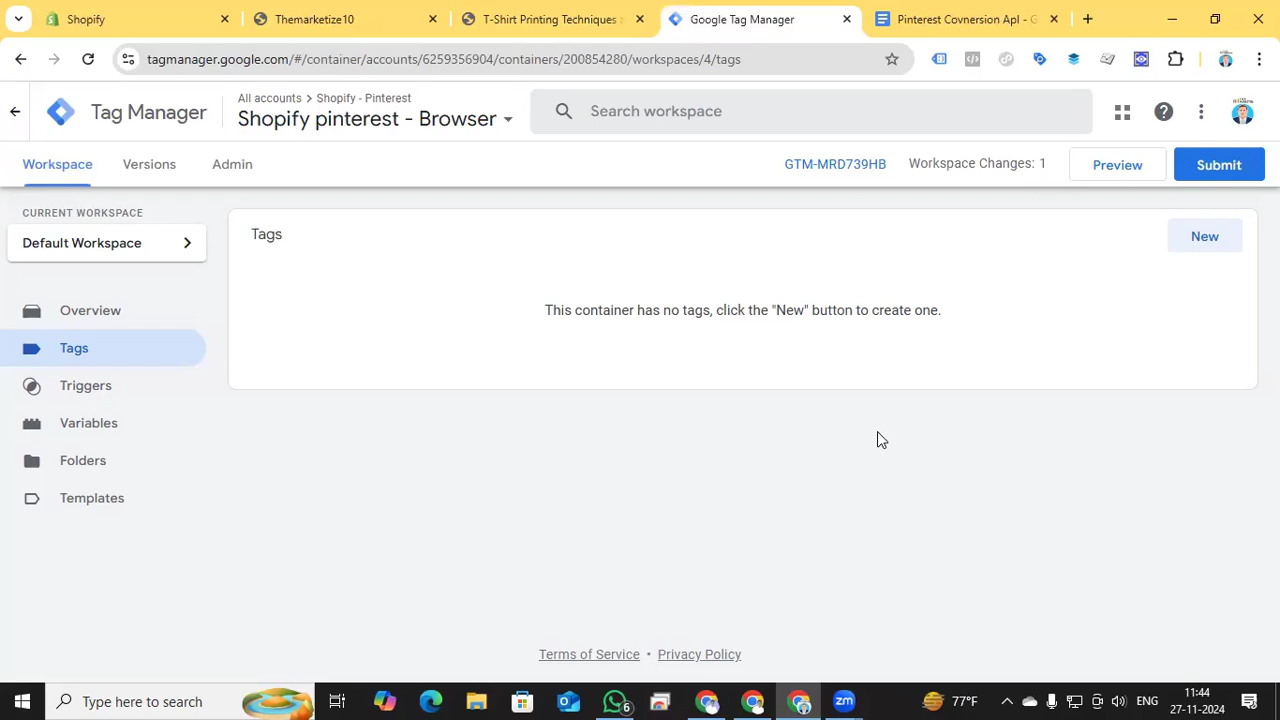 Shopify
Themarketize10
T-Shirt Printing Techniques
Google Tag Manager
Pinterest Covnersion ApI - G
tagmanager.google.com/#/container/accounts/6259356904/containers/200854280/workspaces/4/tags
Tag Manager
All accounts > Shopify - Pinterest
Shopify pinterest - Browser
Search workspace
Workspace
Versions
Admin
GTM-MRD739HB
Workspace Changes: 1
Preview
Submit
CURRENT WORKSPACE
Default Workspace
Tags
New
This container has no tags, click the "New" button to create one.
Overview
Tags
Triggers
Variables
Folders
Templates
Terms of Service • Privacy Policy
Type here to search
6
77°F
ENG
11:44
27-11-2024